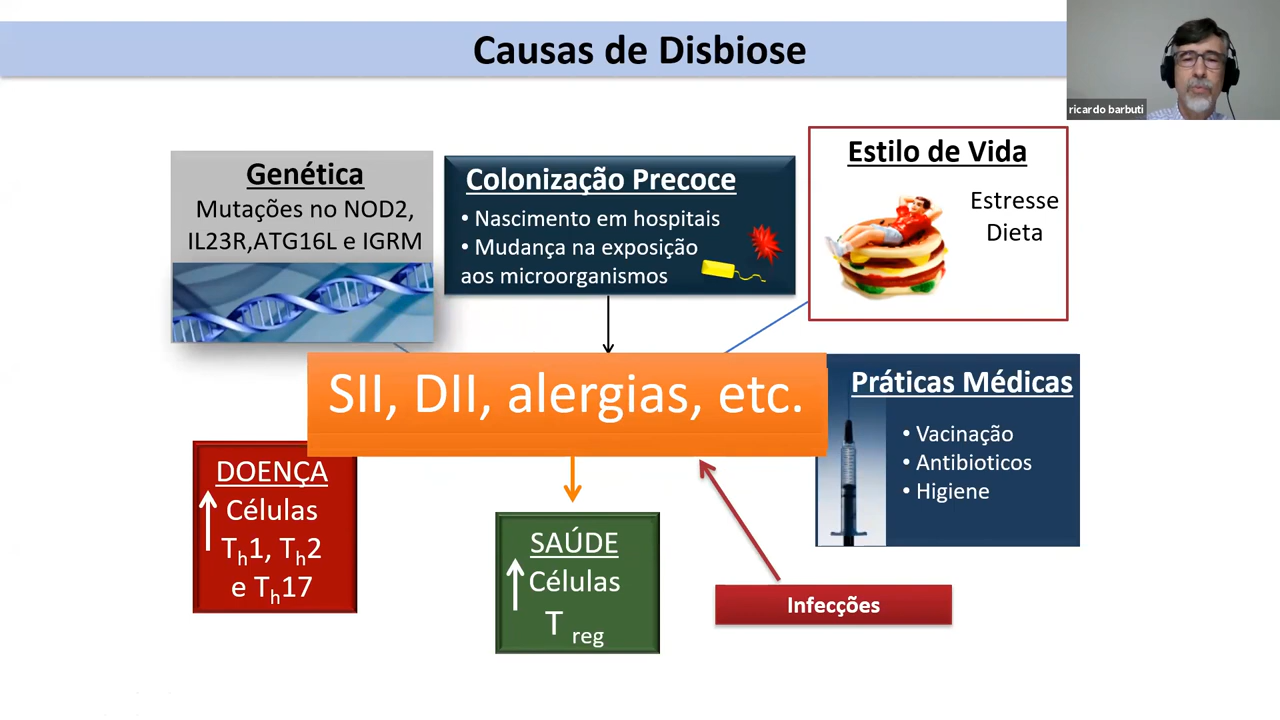 Causas de Disbiose
ricardo barbuti
Genética
Mutações no NOD2,
IL23R,ATG16L e IGRM
Colonização Precoce
• Nascimento em hospitais
• Mudança na exposição
aos microorganismos
Estilo de Vida
Estresse
Dieta
SII, DII, alergias, etc.
Práticas Médicas
• Vacinação
• Antibioticos
• Higiene
DOENÇA
Células
Th1, Th2
e Th17
SAÚDE
Células
T reg
Infecções